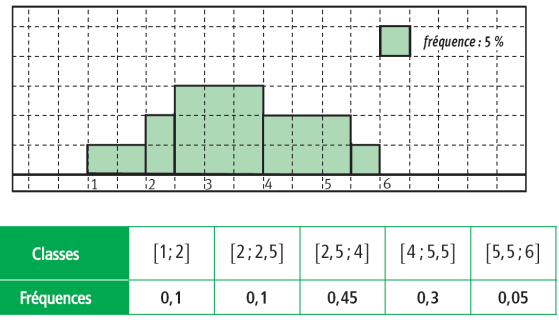 fréquence : 5 %
1 2 3 4 5 6
Classes [1 ; 2] [2 ; 2,5] [2,5 ; 4] [4 ; 5,5] [5,5 ; 6]
Fréquences 0,1 0,1 0,45 0,3 0,05